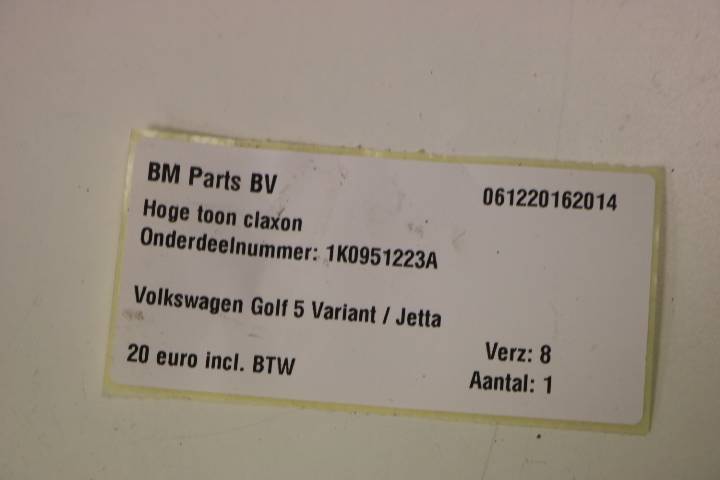 BM Parts BV
061220162014
Hoge toon claxon
Onderdeelnummer: 1K0951223A
Volkswagen Golf 5 Variant / Jetta
20 euro incl. BTW
Verz: 8
Aantal: 1